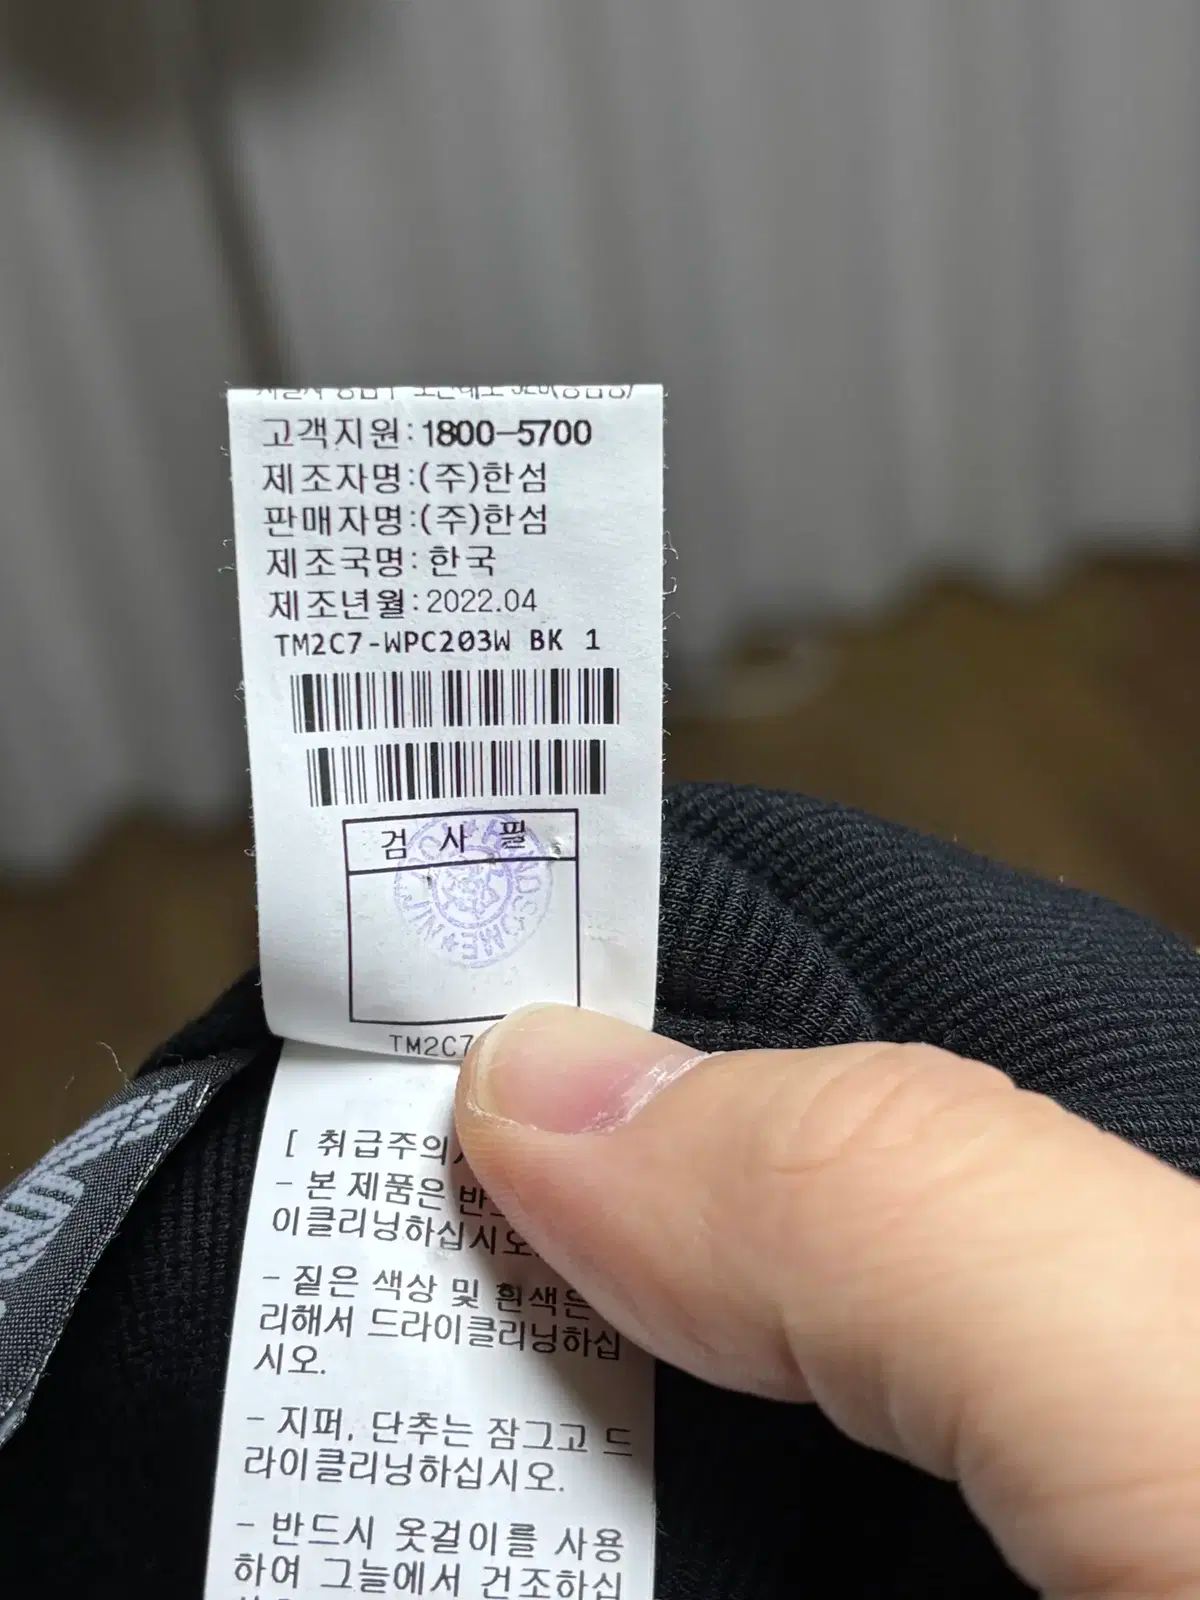 고객지원:1800-5700
제조자명:(주)한섬
판매자명:(주)한섬
제조국명:한국
제조년월:2022.04
TM2C7-WPC203W BK 1
검 사 필
HANDSOME
TM2C7
[ 취급주의
- 본 제품은
이클리닝하십시오.
- 짙은 색상 및 흰색은
리해서 드라이클리닝하십
시오.
- 지퍼, 단추는 잠그고 드
라이클리닝하십시오.
- 반드시 옷걸이를 사용
하여 그늘에서 건조하십